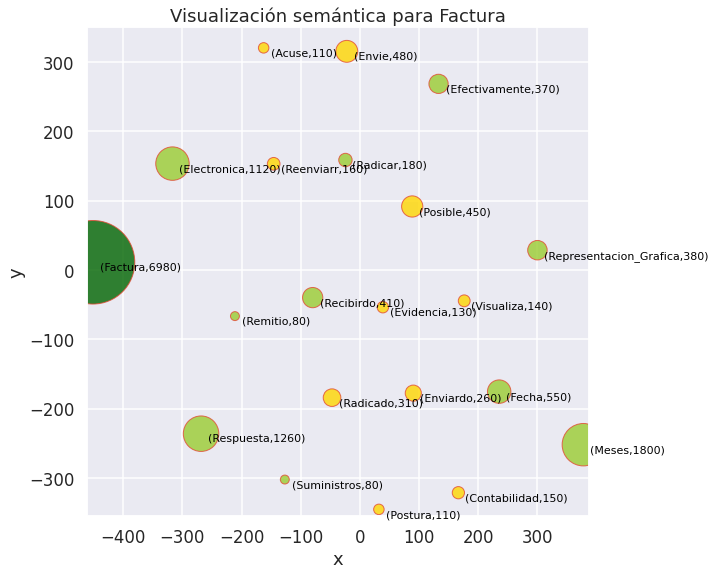 Visualización semántica para Factura
300
200
100
0
−100
−200
−300
y
(Acuse,110)
(Envie,480)
(Efectivamente,370)
(Electronica,1120)
(Reenviarr,160)
(Radicar,180)
(Posible,450)
(Representacion_Grafica,380)
(Factura,6980)
(Recibirdo,410)
(Evidencia,130)
(Visualiza,140)
(Remitio,80)
(Radicado,310)
(Enviardo,260)
(Fecha,550)
(Respuesta,1260)
(Meses,1800)
(Suministros,80)
(Contabilidad,150)
(Postura,110)
−400 −300 −200 −100 0 100 200 300
x